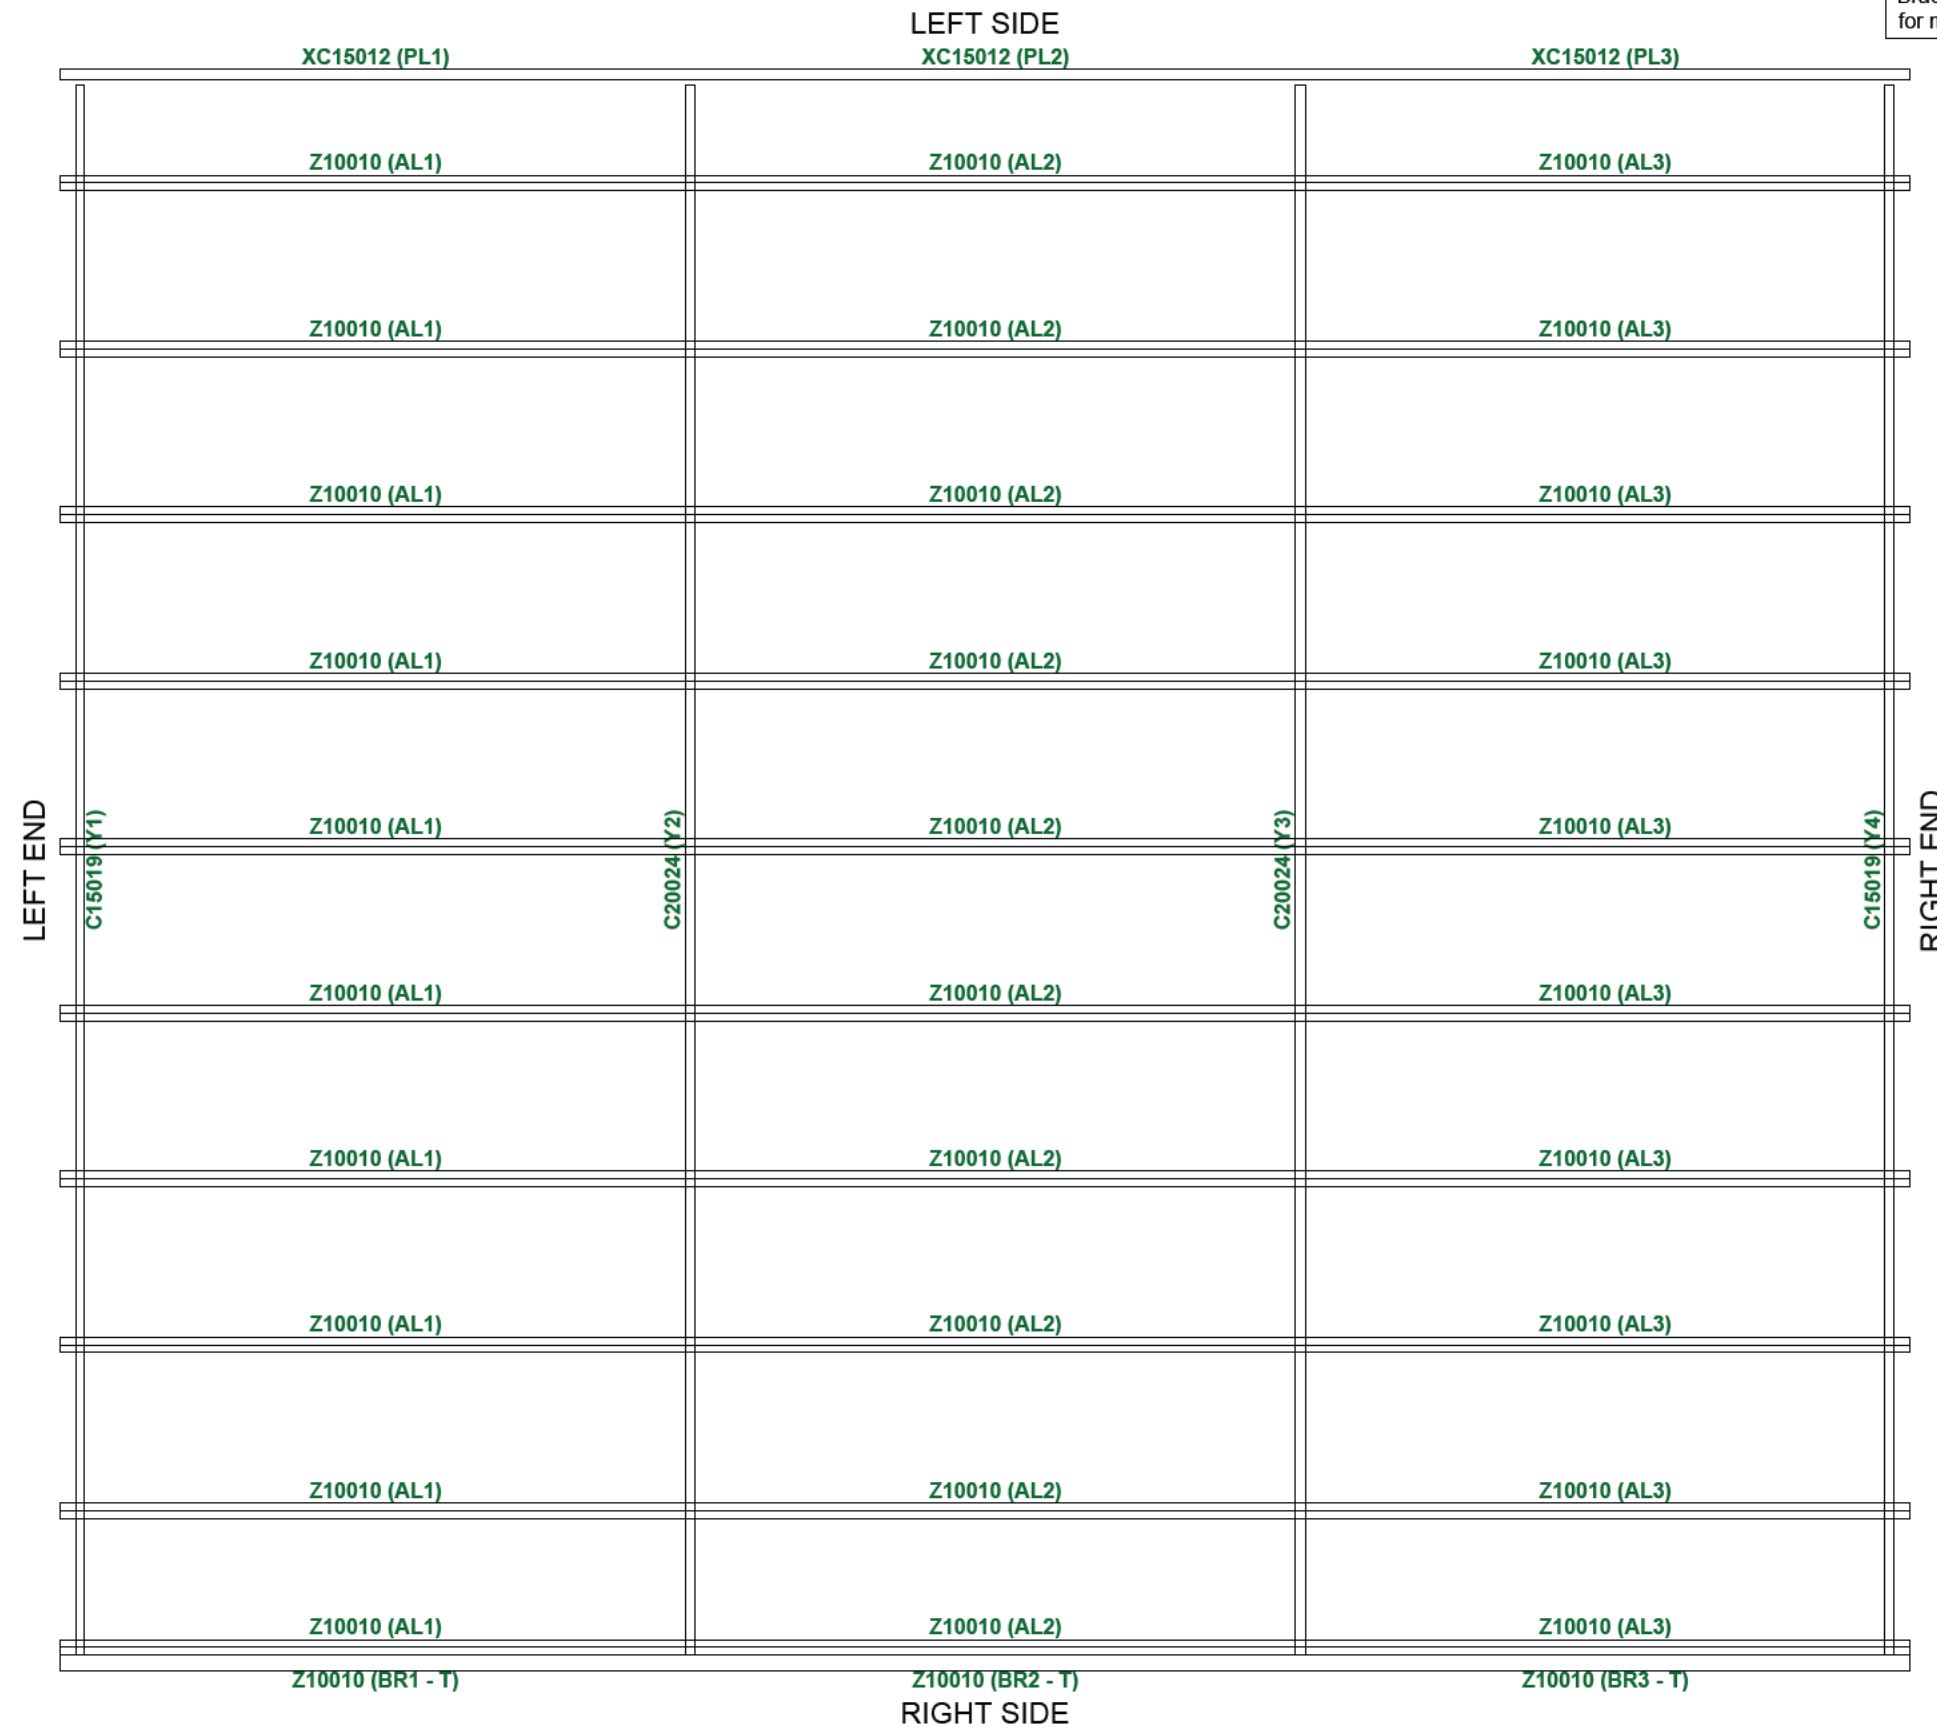 for
LEFT SIDE
XC15012 (PL1) XC15012 (PL2) XC15012 (PL3)
Z10010 (AL1) Z10010 (AL2) Z10010 (AL3)
Z10010 (AL1) Z10010 (AL2) Z10010 (AL3)
Z10010 (AL1) Z10010 (AL2) Z10010 (AL3)
Z10010 (AL1) Z10010 (AL2) Z10010 (AL3)
LEFT END
C15019 (Y1)
C20024 (Y2)
C20024 (Y3)
C15019 (Y4)
RIGHT END
Z10010 (AL1) Z10010 (AL2) Z10010 (AL3)
Z10010 (AL1) Z10010 (AL2) Z10010 (AL3)
Z10010 (AL1) Z10010 (AL2) Z10010 (AL3)
Z10010 (AL1) Z10010 (AL2) Z10010 (AL3)
Z10010 (AL1) Z10010 (AL2) Z10010 (AL3)
Z10010 (AL1) Z10010 (AL2) Z10010 (AL3)
Z10010 (BR1 - T) Z10010 (BR2 - T) Z10010 (BR3 - T)
RIGHT SIDE